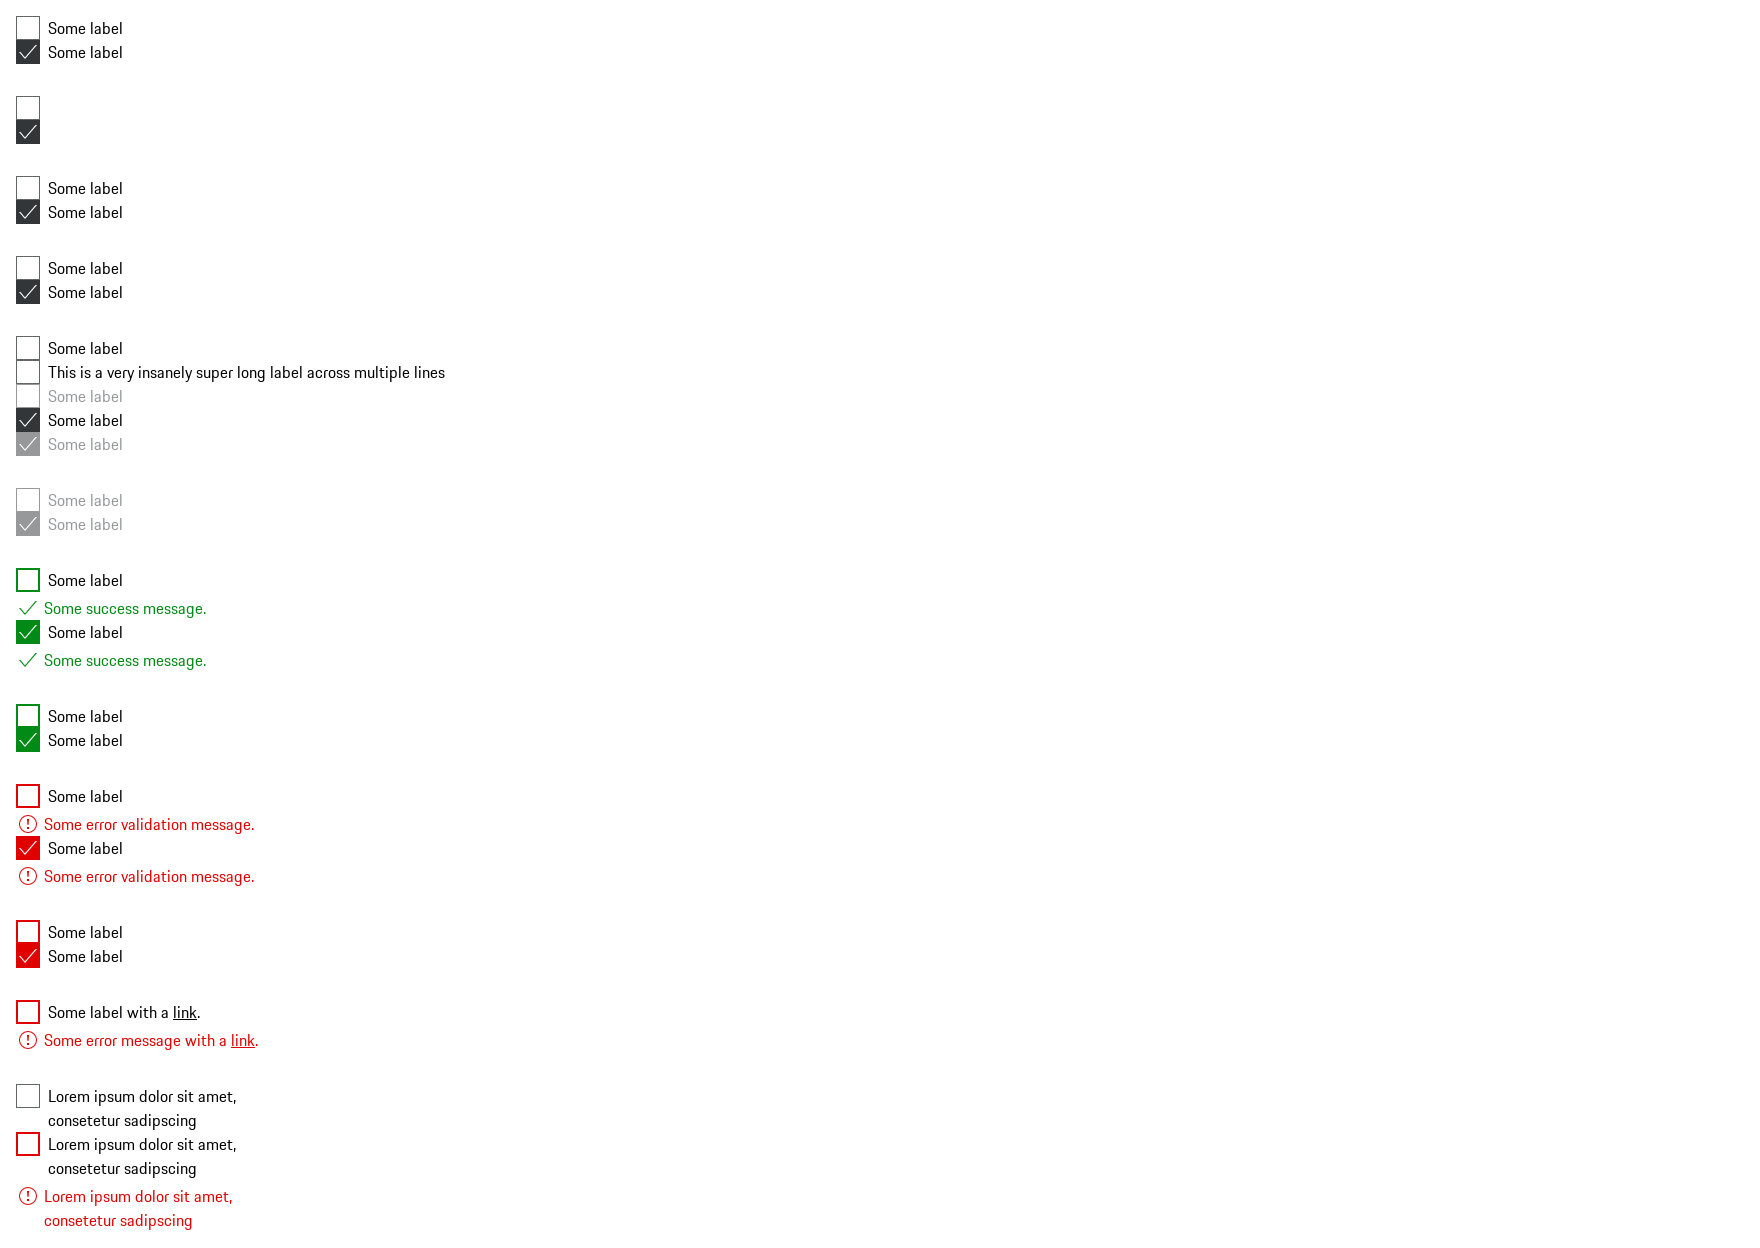 Some label
Some label
Some label
Some label
Some label
Some label
Some label
This is a very insanely super long label across multiple lines
Some label
Some label
Some label
Some label
Some label
Some label
Some success message.
Some label
Some success message.
Some label
Some label
Some label
Some error validation message.
Some label
Some error validation message.
Some label
Some label
Some label with a link.
Some error message with a link.
Lorem ipsum dolor sit amet,
consetetur sadipscing
Lorem ipsum dolor sit amet,
consetetur sadipscing
Lorem ipsum dolor sit amet,
consetetur sadipscing